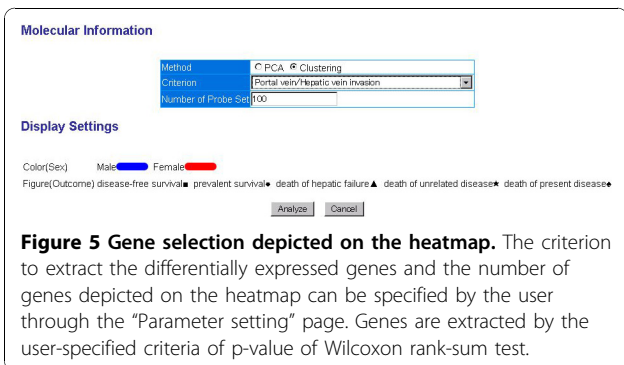 Molecular Information
Method PCA Clustering
Criterion Portal vein/Hepatic vein invasion
Number of Probe Set 100
Display Settings
Color(Sex) Male Female
Figure(Outcome) disease-free survival■ prevalent survival● death of hepatic failure▲ death of unrelated disease★ death of present disease♠
Analyze Cancel
Figure 5 Gene selection depicted on the heatmap. The criterion
to extract the differentially expressed genes and the number of
genes depicted on the heatmap can be specified by the user
through the “Parameter setting” page. Genes are extracted by the
user-specified criteria of p-value of Wilcoxon rank-sum test.